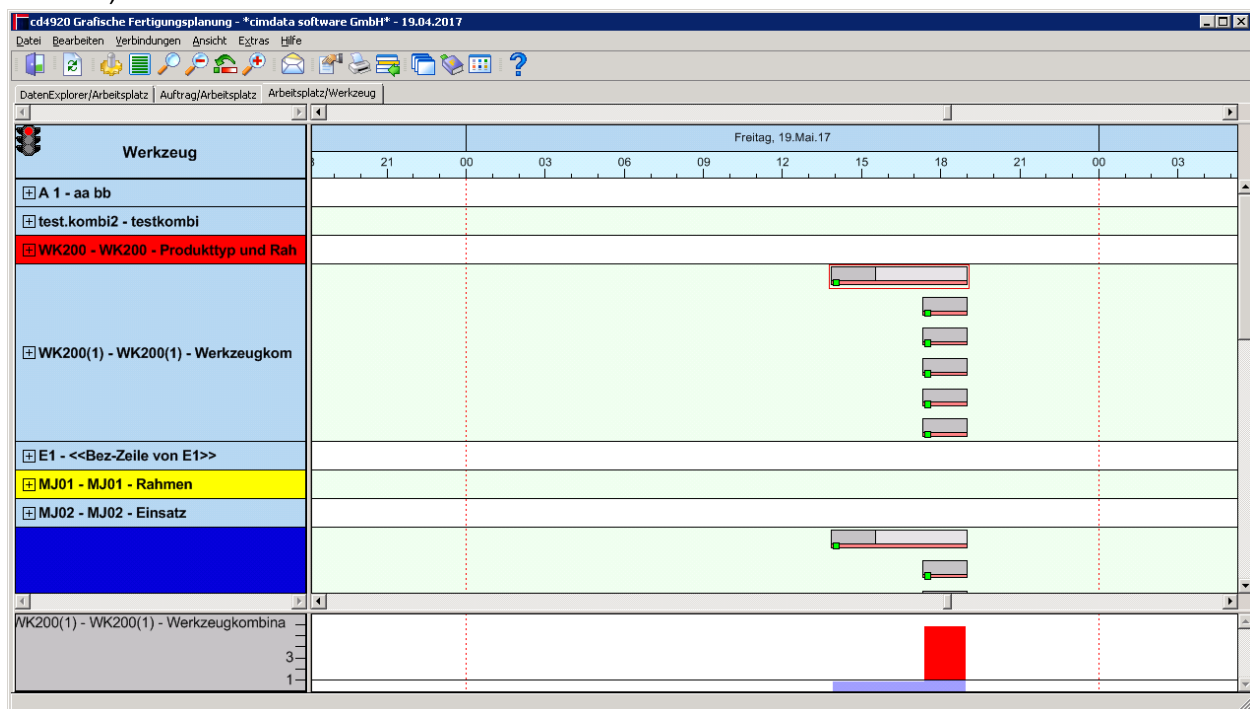 cd4920 Grafische Fertigungsplanung - *cimdata software GmbH* - 19.04.2017
Datei Bearbeiten Verbindungen Ansicht Extras Hilfe
DatenExplorer/Arbeitsplatz Auftrag/Arbeitsplatz Arbeitsplatz/Werkzeug
Freitag, 19.Mai.17
Werkzeug
21 00 03 06 09 12 15 18 21 00 03
A 1 - aa bb
test.kombi2 - testkombi
WK200 - WK200 - Produkttyp und Rah
WK200(1) - WK200(1) - Werkzeugkom
E1 - <<Bez-Zeile von E1>>
MJ01 - MJ01 - Rahmen
MJ02 - MJ02 - Einsatz
WK200(1) - WK200(1) - Werkzeugkombina
3
1